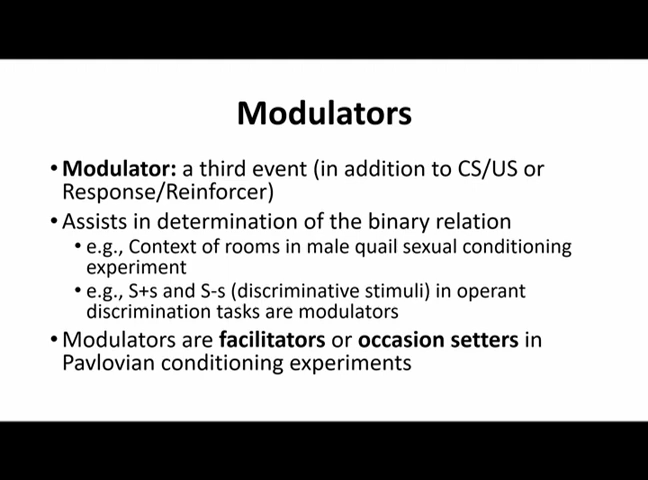 Modulators
• Modulator: a third event (in addition to CS/US or
Response/Reinforcer)
• Assists in determination of the binary relation
• e.g., Context of rooms in male quail sexual conditioning
experiment
• e.g., S+s and S-s (discriminative stimuli) in operant
discrimination tasks are modulators
• Modulators are facilitators or occasion setters in
Pavlovian conditioning experiments